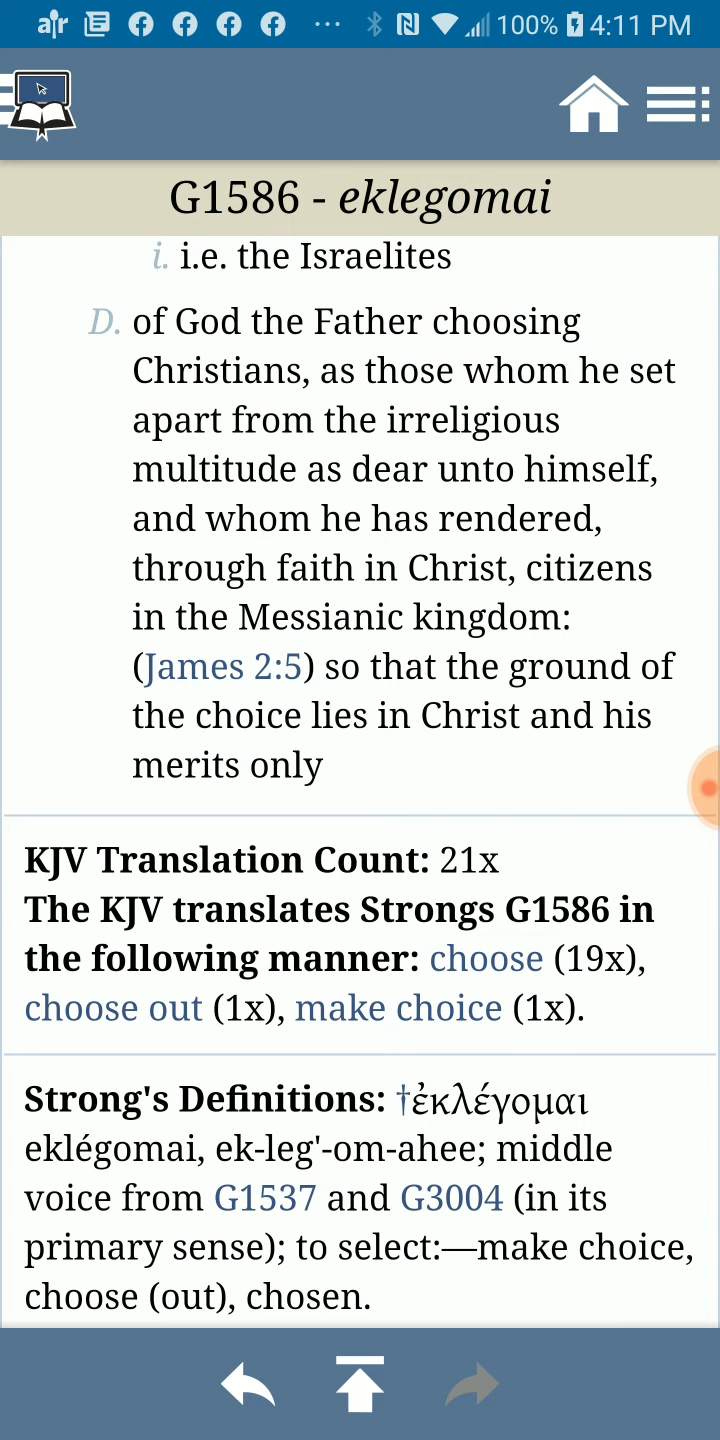 a|r ... 100% 4:11 PM
G1586 - eklegomai
i. i.e. the Israelites
D. of God the Father choosing
Christians, as those whom he set
apart from the irreligious
multitude as dear unto himself,
and whom he has rendered,
through faith in Christ, citizens
in the Messianic kingdom:
(James 2:5) so that the ground of
the choice lies in Christ and his
merits only
KJV Translation Count: 21x
The KJV translates Strongs G1586 in
the following manner: choose (19x),
choose out (1x), make choice (1x).
Strong's Definitions: †ἐκλέγομαι
eklégomai, ek-leg'-om-ahee; middle
voice from G1537 and G3004 (in its
primary sense); to select:—make choice,
choose (out), chosen.